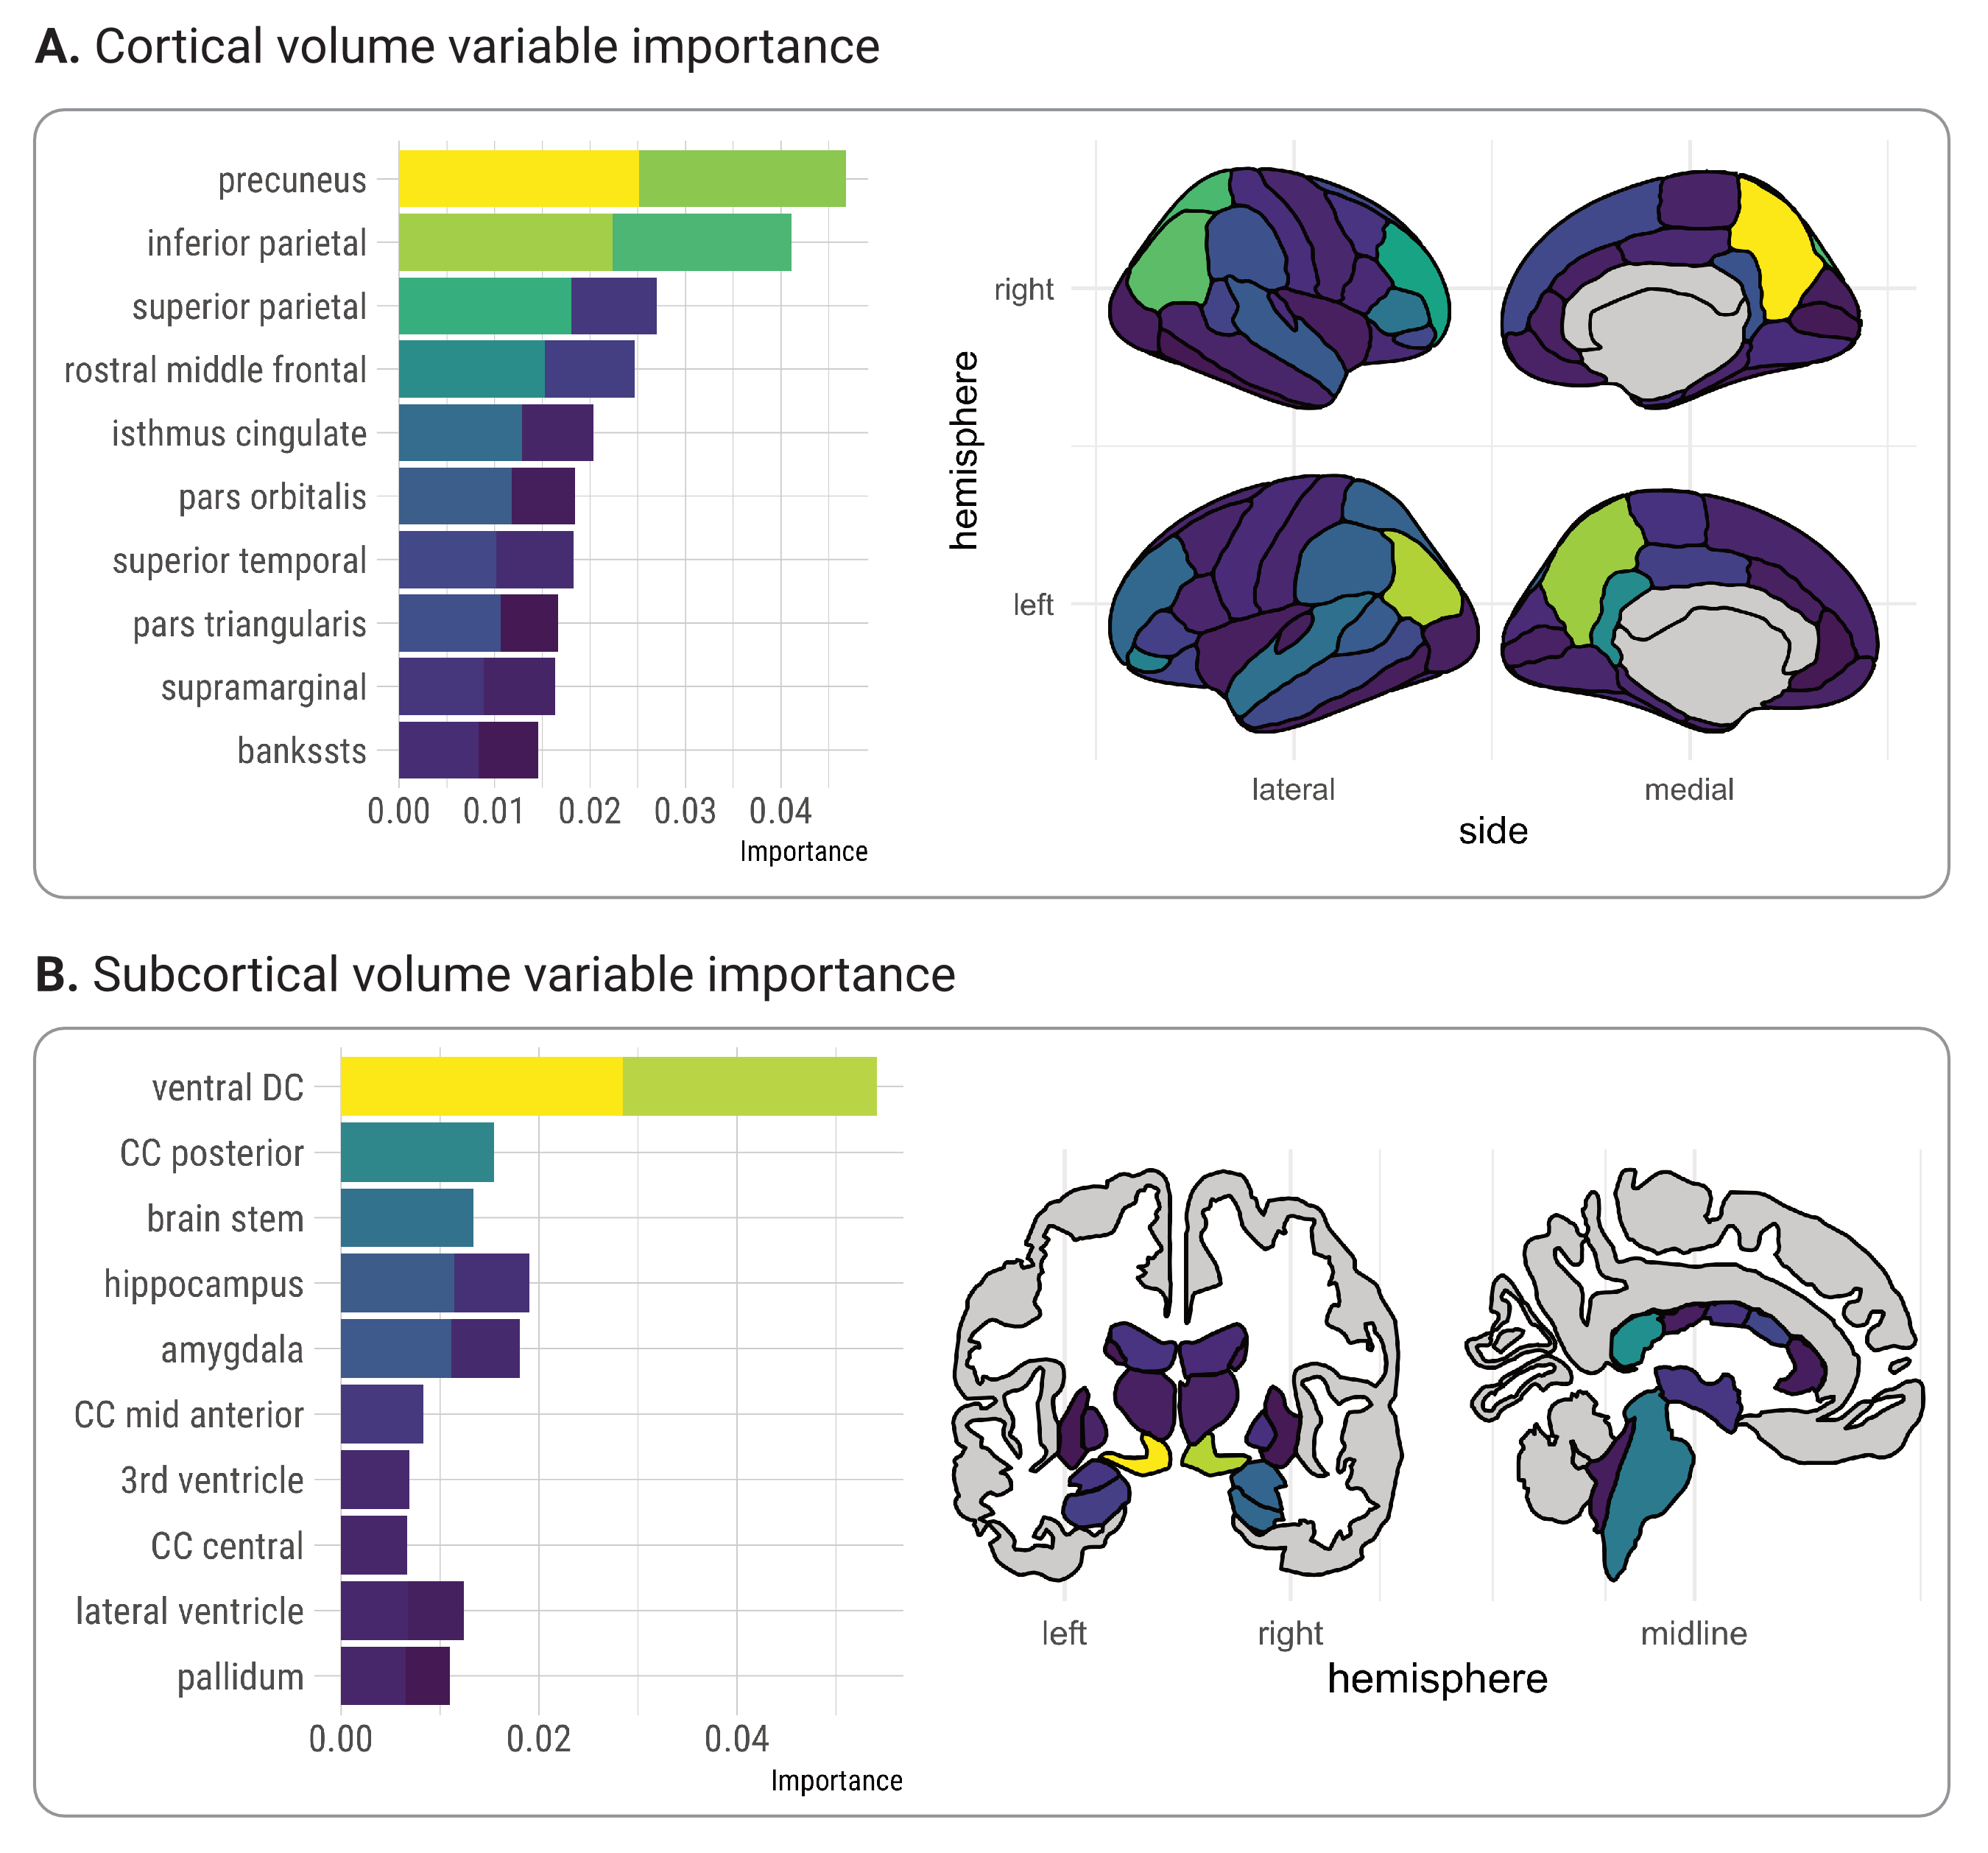 A. Cortical volume variable importance
precuneus
inferior parietal
superior parietal
rostral middle frontal
isthmus cingulate
pars orbitalis
superior temporal
pars triangularis
supramarginal
bankssts
0.00 0.01 0.02 0.03 0.04
Importance
hemisphere
right
left
lateral medial
side
B. Subcortical volume variable importance
ventral DC
CC posterior
brain stem
hippocampus
amygdala
CC mid anterior
3rd ventricle
CC central
lateral ventricle
pallidum
0.00 0.02 0.04
Importance
left right midline
hemisphere